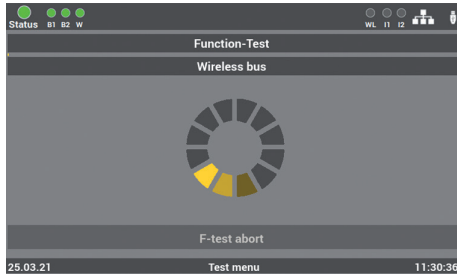 Status B1 B2 W WL I1 I2
Function-Test
Wireless bus
F-test abort
25.03.21 Test menu 11:30:36